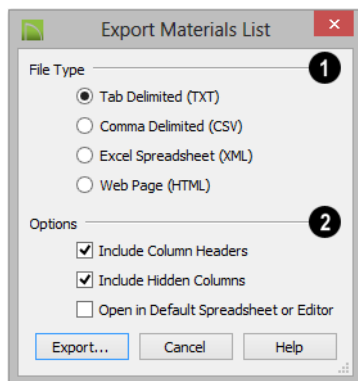 Export Materials List
File Type
1
Tab Delimited (TXT)
Comma Delimited (CSV)
Excel Spreadsheet (XML)
Web Page (HTML)
Options
2
Include Column Headers
Include Hidden Columns
Open in Default Spreadsheet or Editor
Export... Cancel Help